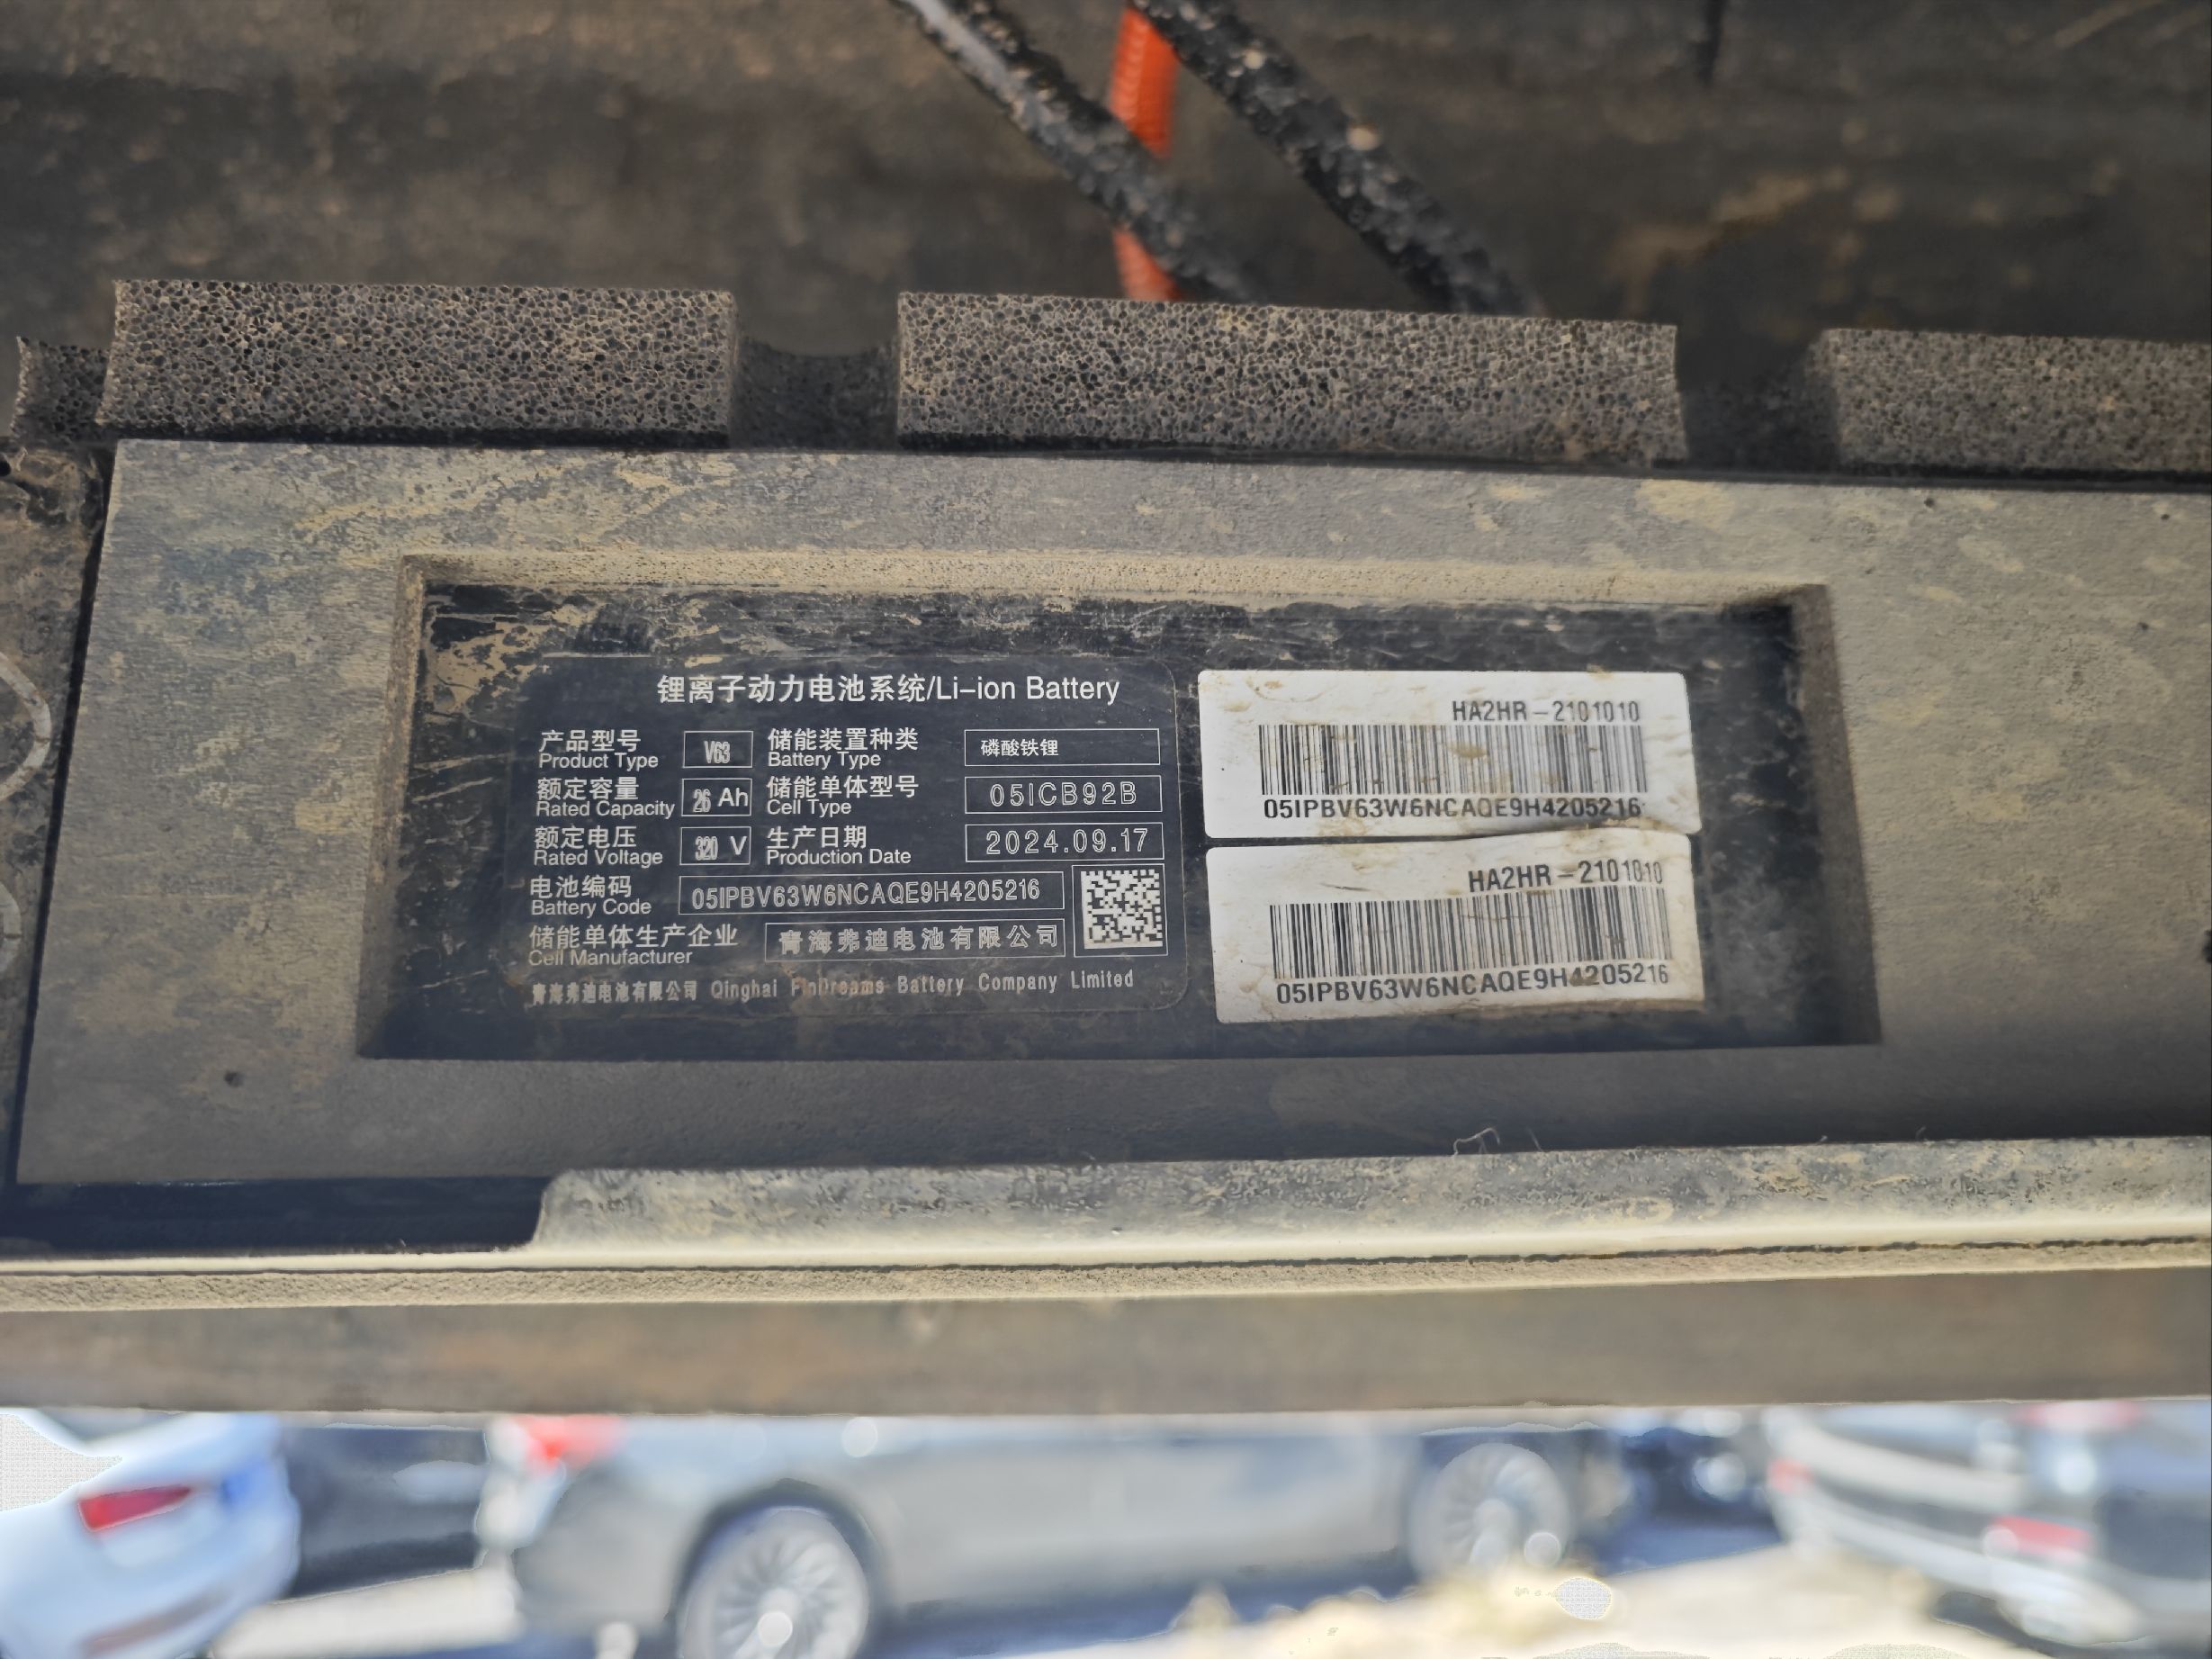 锂离子动力电池系统/Li-ion Battery
产品型号 V63 储能装置种类 磷酸铁锂
Product Type Battery Type
额定容量 26 Ah 储能单体型号 05ICB92B
Rated Capacity Cell Type
额定电压 320 V 生产日期 2024.09.17
Rated Voltage Production Date
电池编码 05IPBV63W6NCAQE9H4205216
Battery Code
储能单体生产企业 青海弗迪电池有限公司
Cell Manufacturer
青海弗迪电池有限公司 Qinghai FinDreams Battery Company Limited
HA2HR-2101010
05IPBV63W6NCAQE9H4205216
HA2HR-2101010
05IPBV63W6NCAQE9H4205216